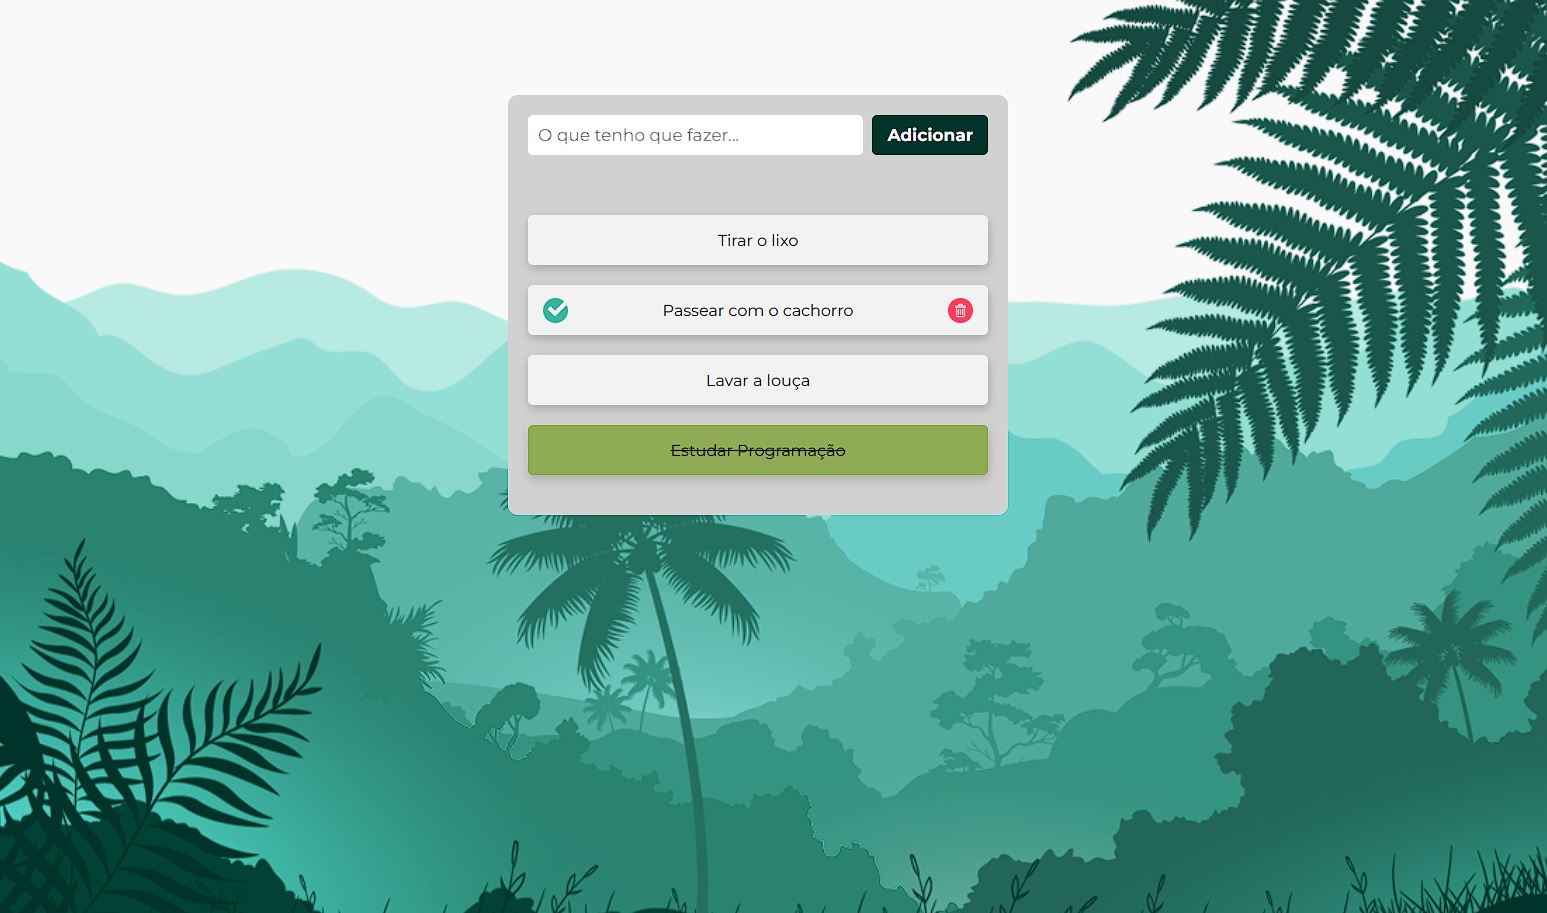 O que tenho que fazer...
Adicionar
Tirar o lixo
Passear com o cachorro
Lavar a louça
Estudar Programação